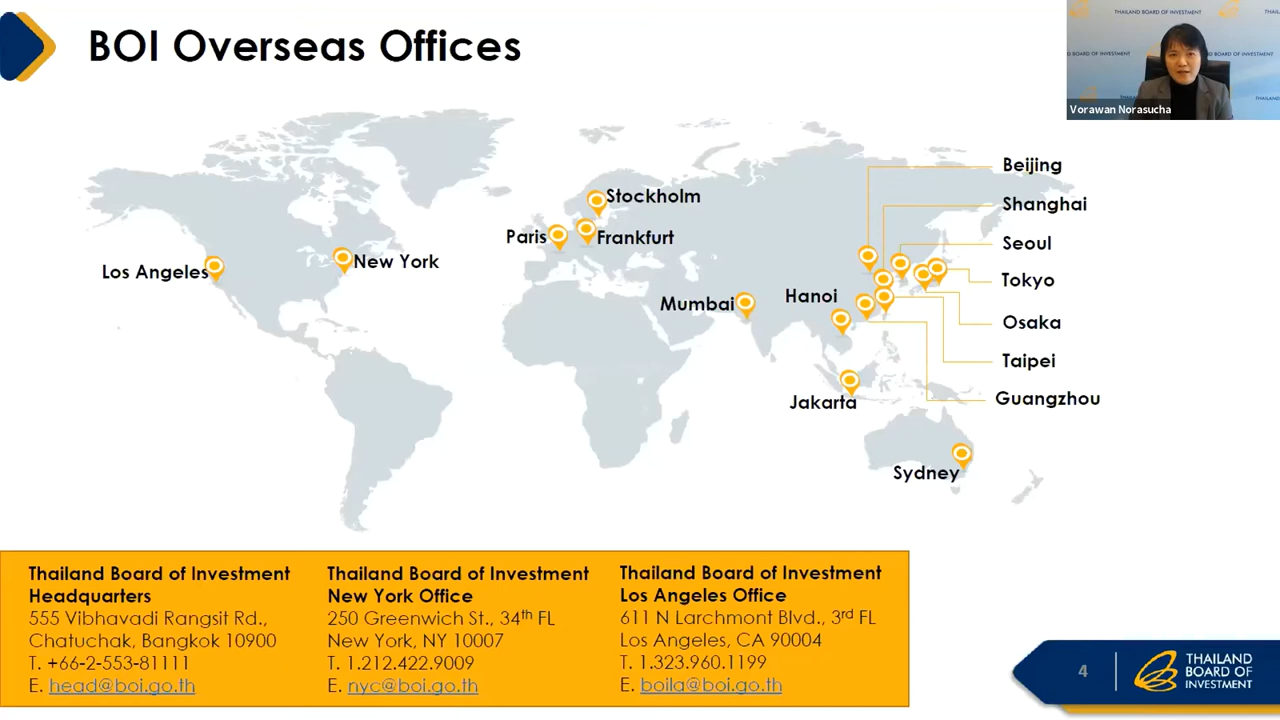 BOI Overseas Offices
THAILAND BOARD OF INVESTMENT
THAILAND BOARD OF INVESTMENT
Vorawan Norasucha
Beijing
Shanghai
Seoul
Tokyo
Osaka
Taipei
Guangzhou
Stockholm
Paris
Frankfurt
Los Angeles
New York
Mumbai
Hanoi
Jakarta
Sydney
Thailand Board of Investment
Headquarters
555 Vibhavadi Rangsit Rd.,
Chatuchak, Bangkok 10900
T. +66-2-553-81111
E. head@boi.go.th
Thailand Board of Investment
New York Office
250 Greenwich St., 34th FL
New York, NY 10007
T. 1.212.422.9009
E. nyc@boi.go.th
Thailand Board of Investment
Los Angeles Office
611 N Larchmont Blvd., 3rd FL
Los Angeles, CA 90004
T. 1.323.960.1199
E. boila@boi.go.th
4
THAILAND
BOARD OF
INVESTMENT